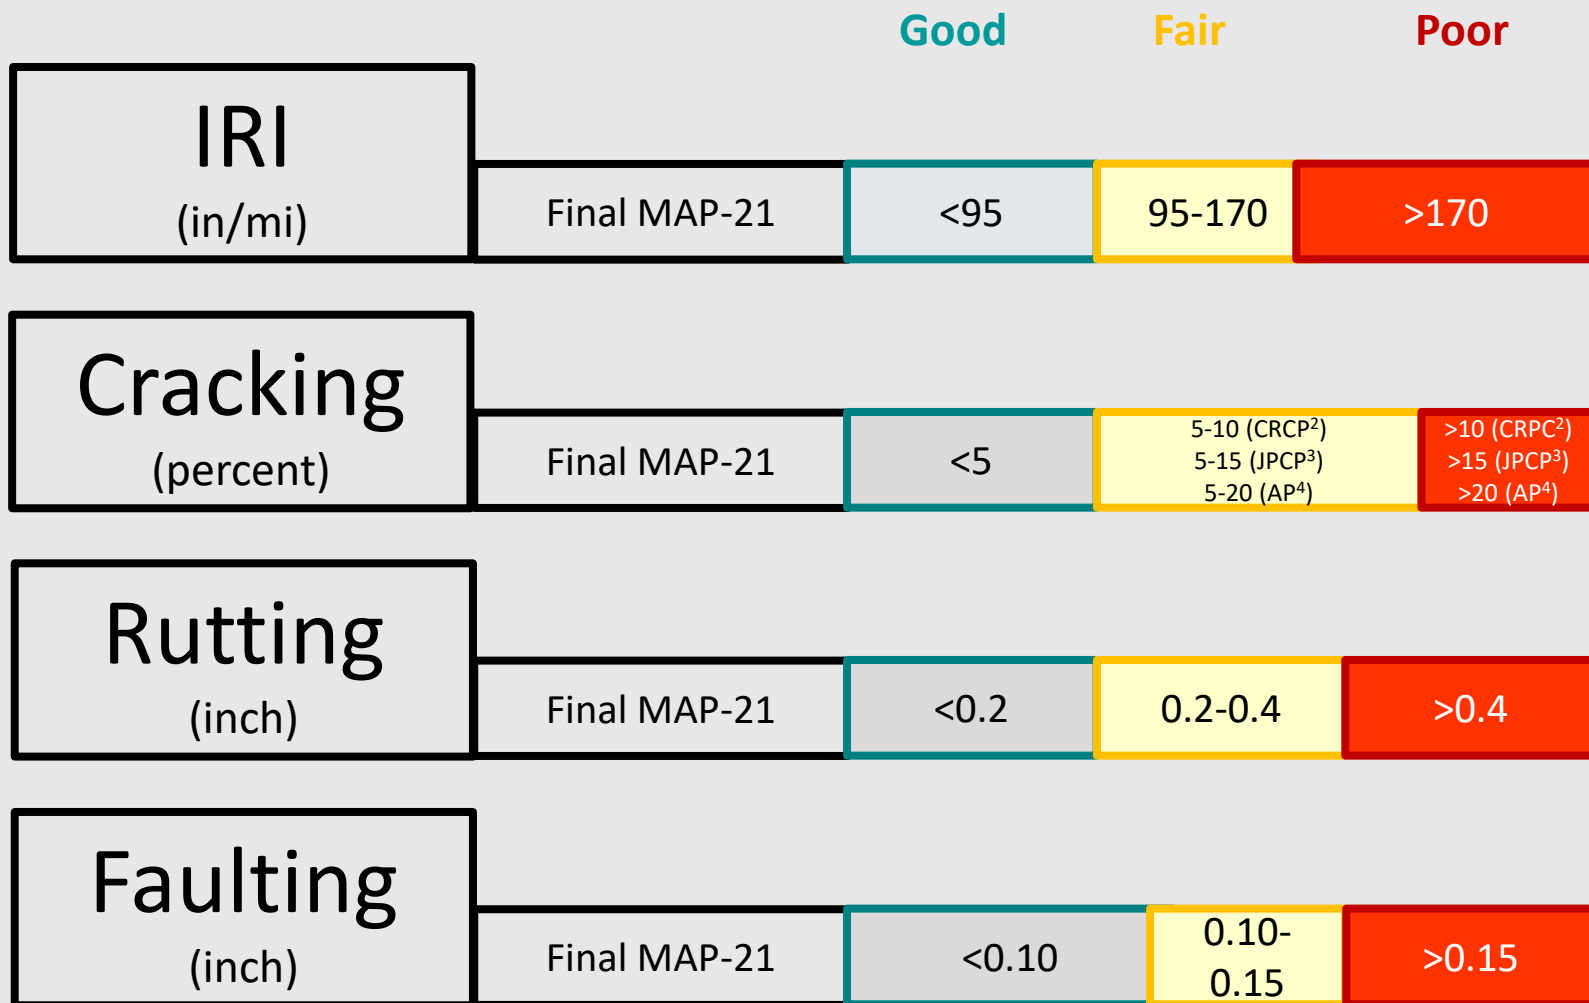 Good Fair Poor
IRI
(in/mi)
Final MAP-21 <95 95-170 >170
Cracking
(percent)
Final MAP-21 <5
5-10 (CRCP²)
5-15 (JPCP³)
5-20 (AP⁴)
>10 (CRPC²)
>15 (JPCP³)
>20 (AP⁴)
Rutting
(inch)
Final MAP-21 <0.2 0.2-0.4 >0.4
Faulting
(inch)
Final MAP-21 <0.10
0.10-
0.15
>0.15